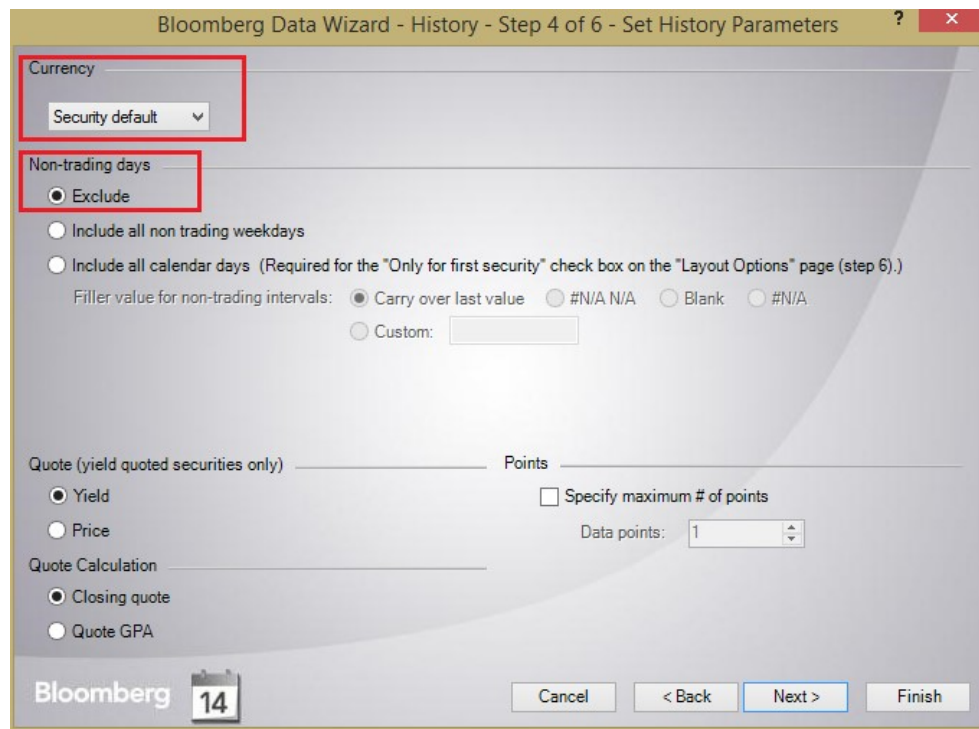 Bloomberg Data Wizard - History - Step 4 of 6 - Set History Parameters
?
Currency
Security default
Non-trading days
Exclude
Include all non trading weekdays
Include all calendar days (Required for the "Only for first security" check box on the "Layout Options" page (step 6).)
Filler value for non-trading intervals: Carry over last value #N/A N/A Blank #N/A
Custom:
Quote (yield quoted securities only)
Yield
Price
Quote Calculation
Closing quote
Quote GPA
Points
Specify maximum # of points
Data points: 1
Bloomberg 14
Cancel < Back Next > Finish